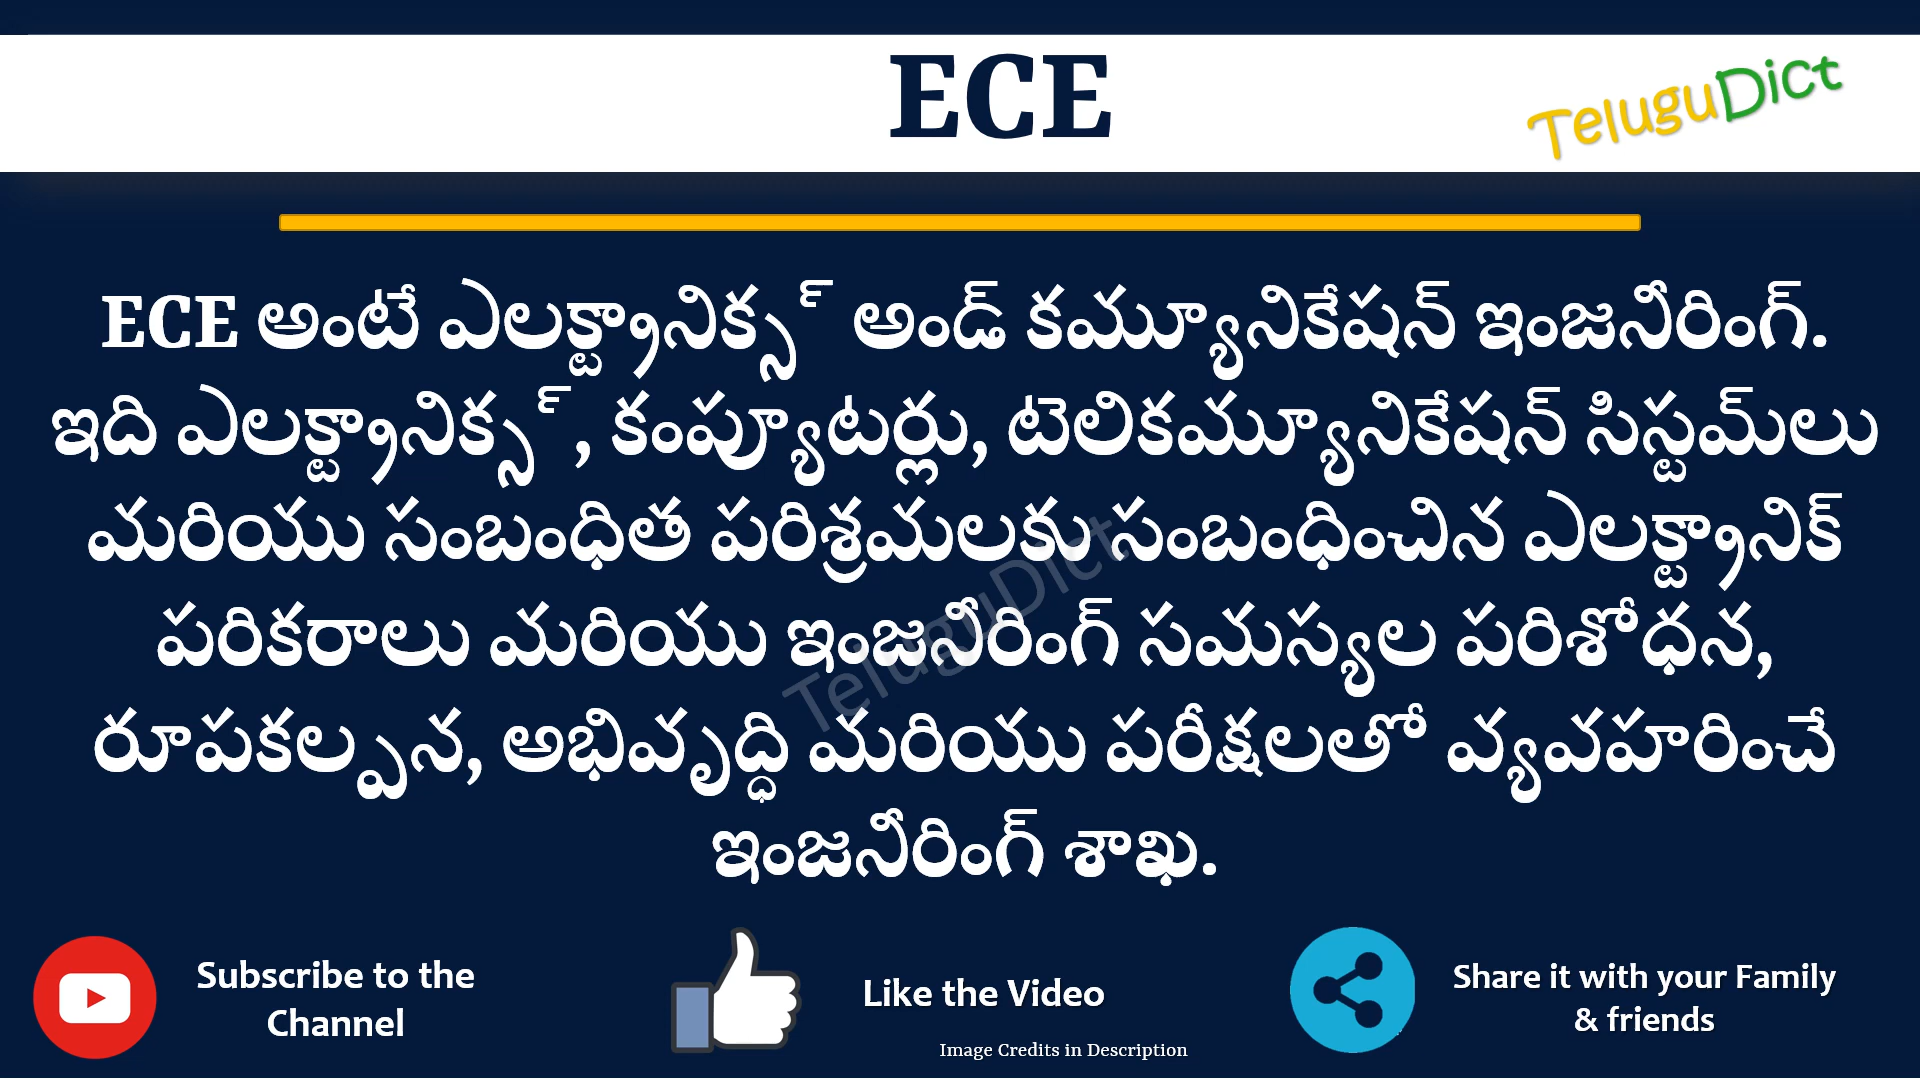 ECE
TeluguDict
ECE అంటే ఎలక్ట్రానిక్స్ అండ్ కమ్యూనికేషన్ ఇంజనీరింగ్.
ఇది ఎలక్ట్రానిక్స్, కంప్యూటర్లు, టెలికమ్యూనికేషన్ సిస్టమ్‌లు
మరియు సంబంధిత పరిశ్రమలకు సంబంధించిన ఎలక్ట్రానిక్
పరికరాలు మరియు ఇంజనీరింగ్ సమస్యల పరిశోధన,
రూపకల్పన, అభివృద్ధి మరియు పరీక్షలతో వ్యవహరించే
ఇంజనీరింగ్ శాఖ.
TeluguDict
Subscribe to the
Channel
Like the Video
Share it with your Family
& friends
Image Credits in Description